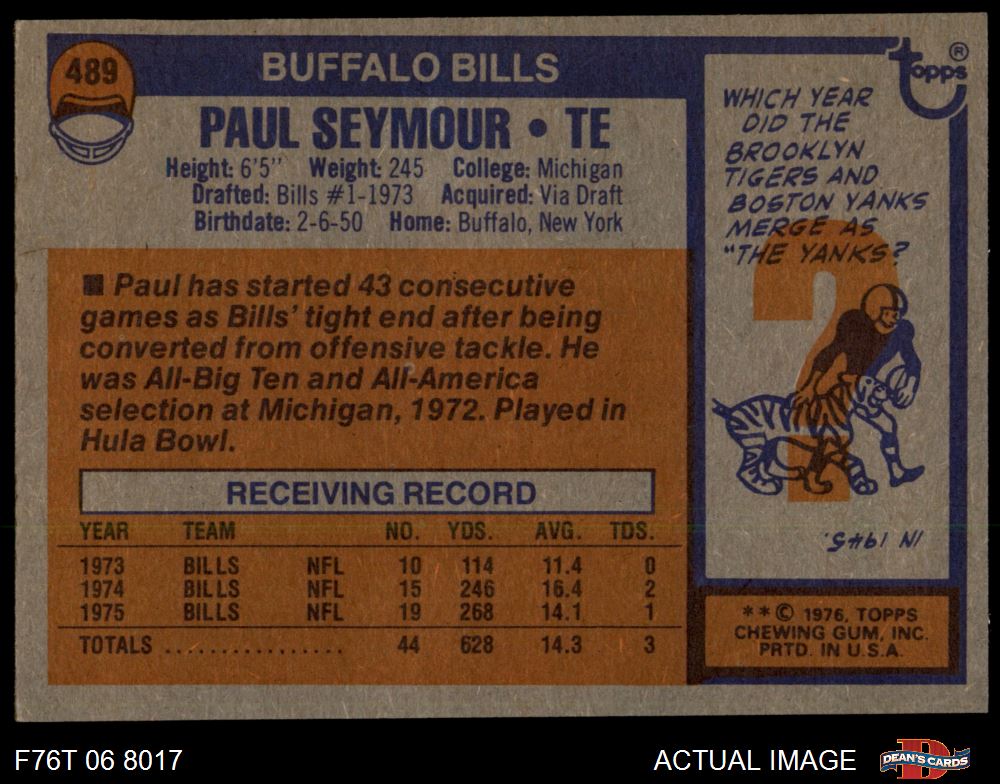 489
BUFFALO BILLS
PAUL SEYMOUR • TE
Height: 6'5" Weight: 245 College: Michigan
Drafted: Bills #1-1973 Acquired: Via Draft
Birthdate: 2-6-50 Home: Buffalo, New York
■ Paul has started 43 consecutive
games as Bills' tight end after being
converted from offensive tackle. He
was All-Big Ten and All-America
selection at Michigan, 1972. Played in
Hula Bowl.
RECEIVING RECORD
YEAR TEAM NO. YDS. AVG. TDS.
1973 BILLS NFL 10 114 11.4 0
1974 BILLS NFL 15 246 16.4 2
1975 BILLS NFL 19 268 14.1 1
TOTALS ................ 44 628 14.3 3
Topps ®
WHICH YEAR
DID THE
BROOKLYN
TIGERS AND
BOSTON YANKS
MERGE AS
"THE YANKS?
?
IN 1945.
* * © 1976, TOPPS
CHEWING GUM, INC.
PRTD. IN U.S.A.
F76T 06 8017
ACTUAL IMAGE
D
DEAN'S CARDS